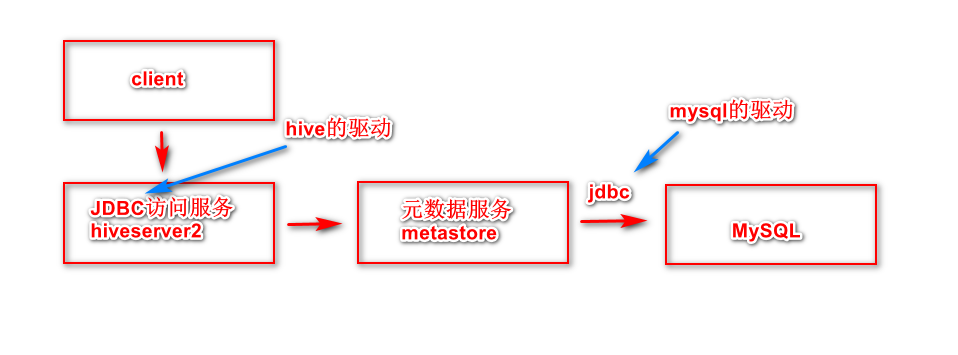 client
hive的驱动
mysql的驱动
JDBC访问服务
hiveserver2
元数据服务
metastore
jdbc
MySQL